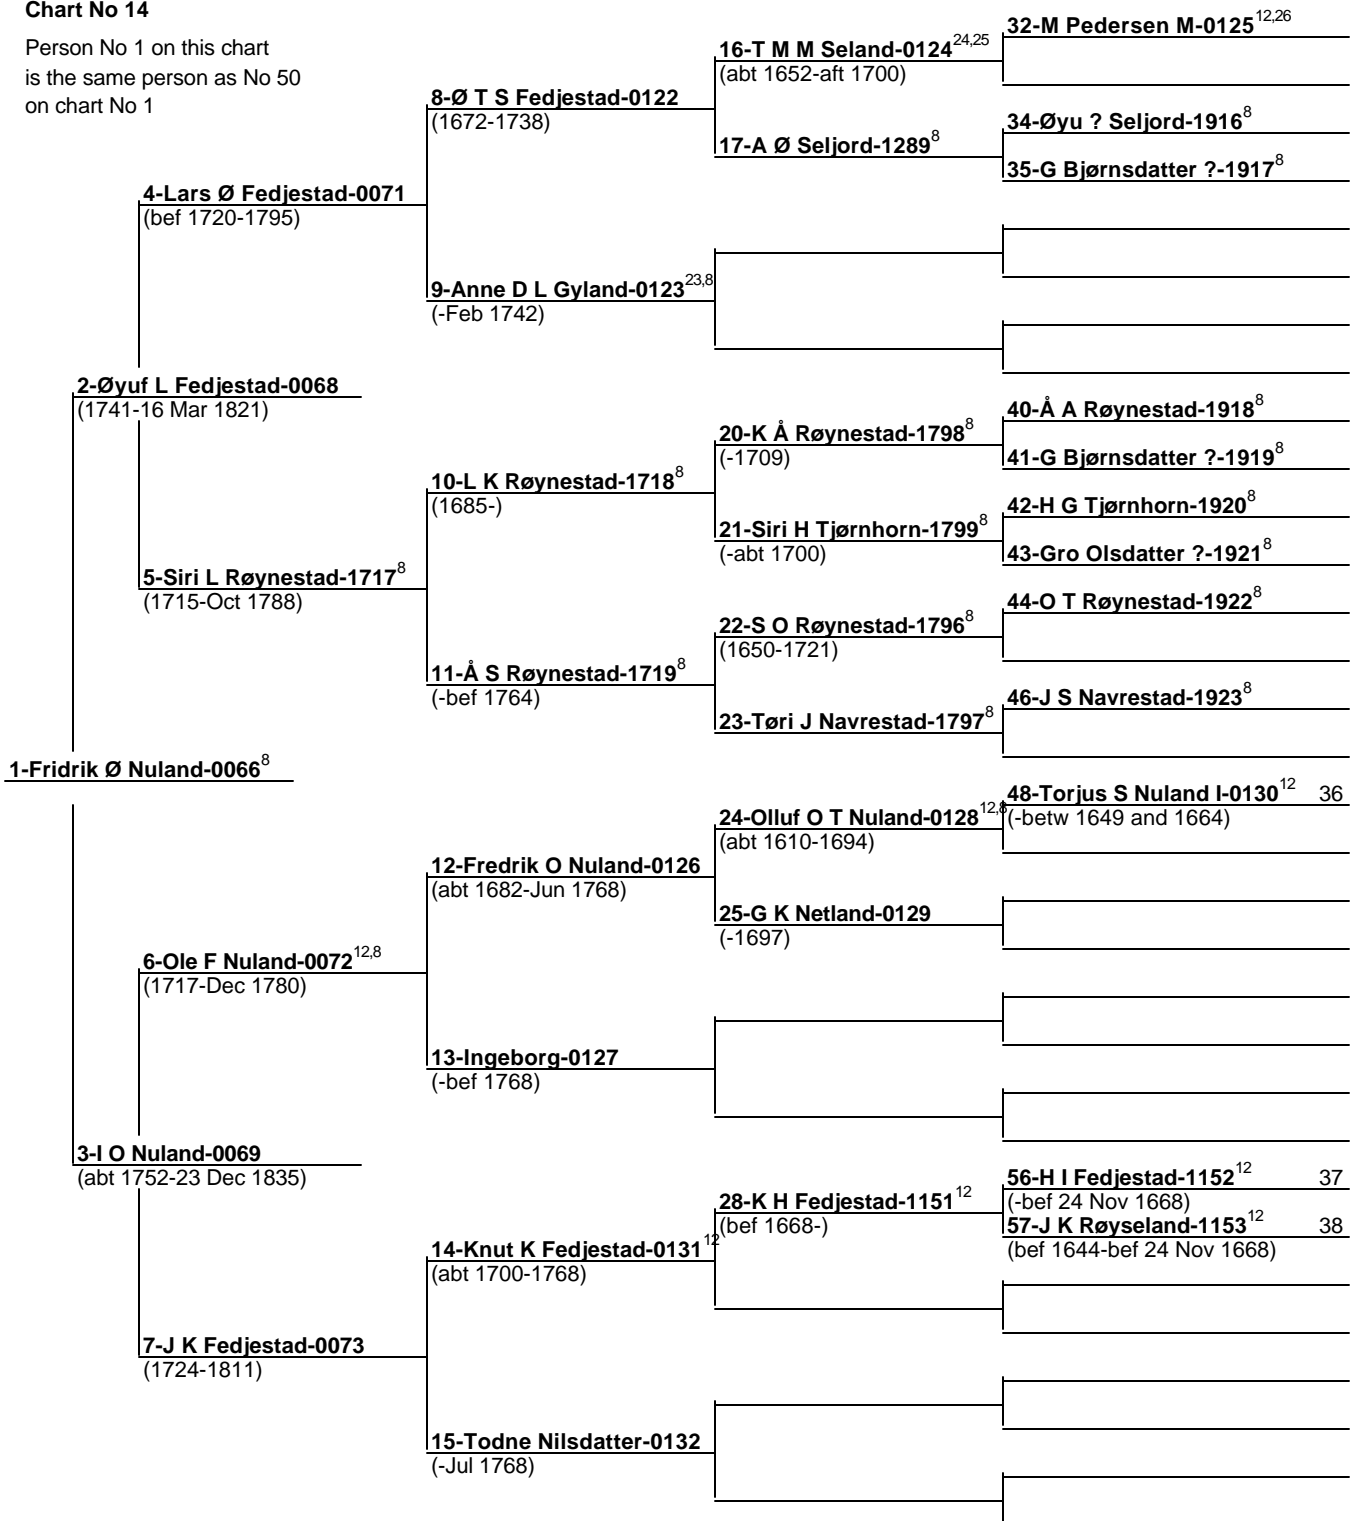 Chart No 14
Person No 1 on this chart
is the same person as No 50
on chart No 1
32-M Pedersen M-0125 12,26
16-T M M Seland-0124 24,25
(abt 1652-aft 1700)
8-Ø T S Fedjestad-0122
(1672-1738)
34-Øyu ? Seljord-1916 8
17-A Ø Seljord-1289 8
35-G Bjørnsdatter ?-1917 8
4-Lars Ø Fedjestad-0071
(bef 1720-1795)
9-Anne D L Gyland-0123 23,8
(-Feb 1742)
2-Øyuf L Fedjestad-0068
(1741-16 Mar 1821)
40-Å A Røynestad-1918 8
20-K Å Røynestad-1798 8
(-1709)
41-G Bjørnsdatter ?-1919 8
10-L K Røynestad-1718 8
(1685-)
42-H G Tjørnhorn-1920 8
21-Siri H Tjørnhorn-1799 8
(-abt 1700)
43-Gro Olsdatter ?-1921 8
5-Siri L Røynestad-1717 8
(1715-Oct 1788)
44-O T Røynestad-1922 8
22-S O Røynestad-1796 8
(1650-1721)
11-Å S Røynestad-1719 8
(-bef 1764)
46-J S Navrestad-1923 8
23-Tøri J Navrestad-1797 8
1-Fridrik Ø Nuland-0066 8
48-Torjus S Nuland I-0130 12 36
(-betw 1649 and 1664)
24-Olluf O T Nuland-0128 12,8
(abt 1610-1694)
12-Fredrik O Nuland-0126
(abt 1682-Jun 1768)
25-G K Netland-0129
(-1697)
6-Ole F Nuland-0072 12,8
(1717-Dec 1780)
13-Ingeborg-0127
(-bef 1768)
3-I O Nuland-0069
(abt 1752-23 Dec 1835)
56-H I Fedjestad-1152 12 37
(-bef 24 Nov 1668)
28-K H Fedjestad-1151 12
(bef 1668-)
57-J K Røyseland-1153 12 38
(bef 1644-bef 24 Nov 1668)
14-Knut K Fedjestad-0131 12
(abt 1700-1768)
7-J K Fedjestad-0073
(1724-1811)
15-Todne Nilsdatter-0132
(-Jul 1768)